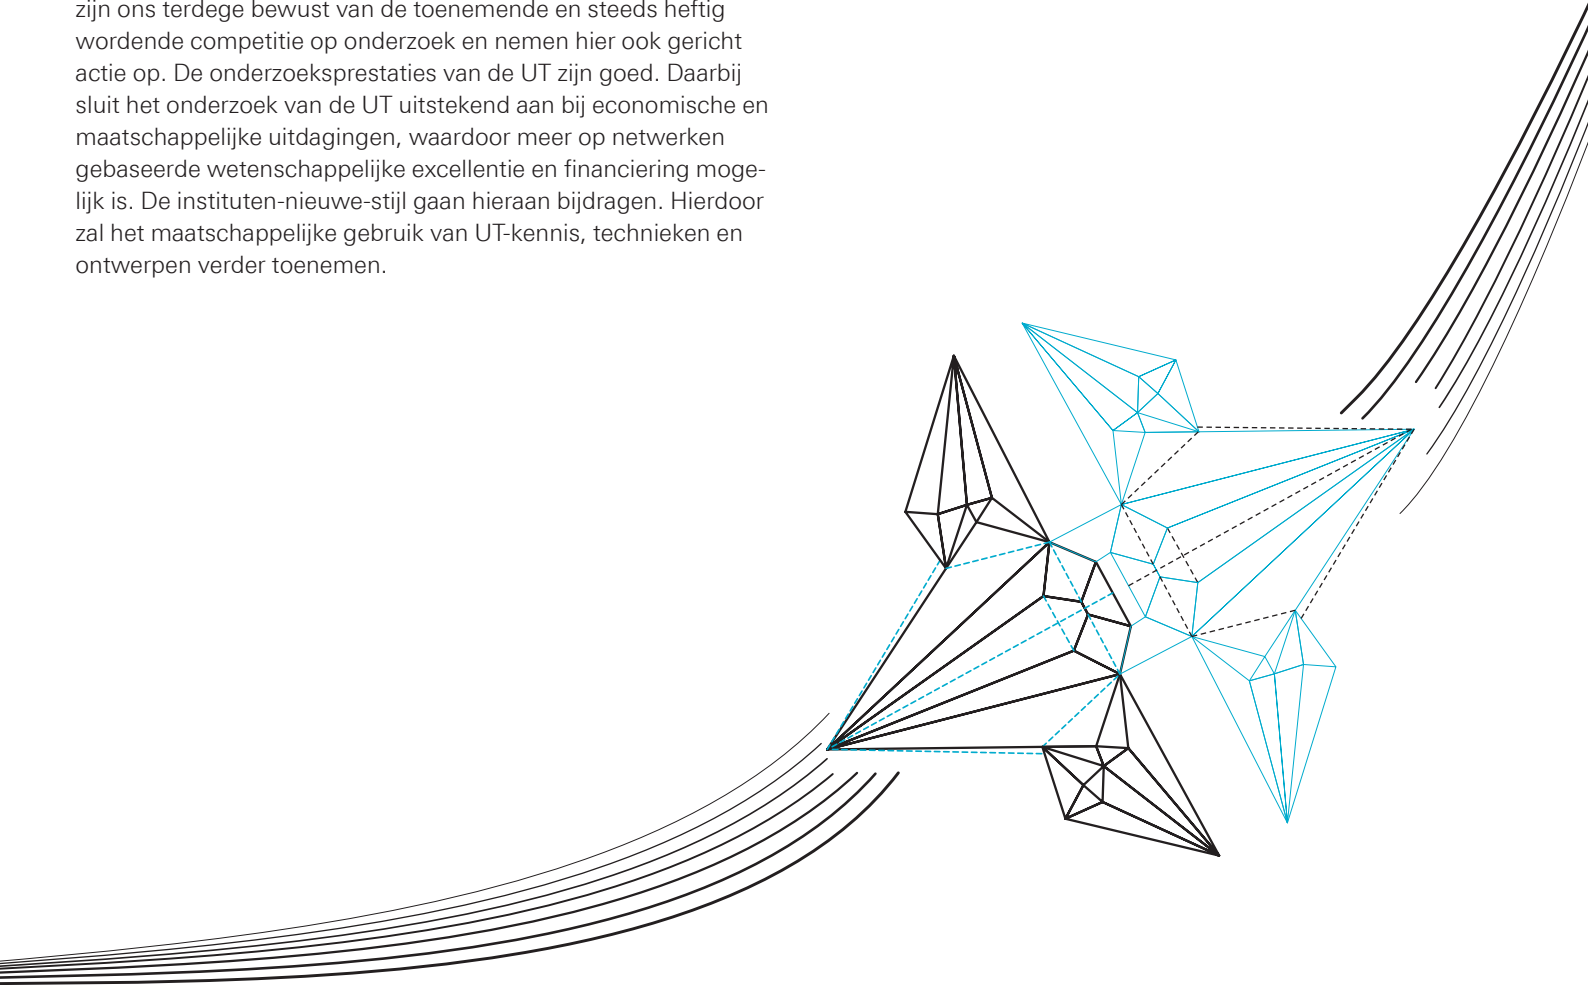 zijn ons terdege bewust van de toenemende en steeds heftig
wordende competitie op onderzoek en nemen hier ook gericht
actie op. De onderzoeksprestaties van de UT zijn goed. Daarbij
sluit het onderzoek van de UT uitstekend aan bij economische en
maatschappelijke uitdagingen, waardoor meer op netwerken
gebaseerde wetenschappelijke excellentie en financiering moge-
lijk is. De instituten-nieuwe-stijl gaan hieraan bijdragen. Hierdoor
zal het maatschappelijke gebruik van UT-kennis, technieken en
ontwerpen verder toenemen.